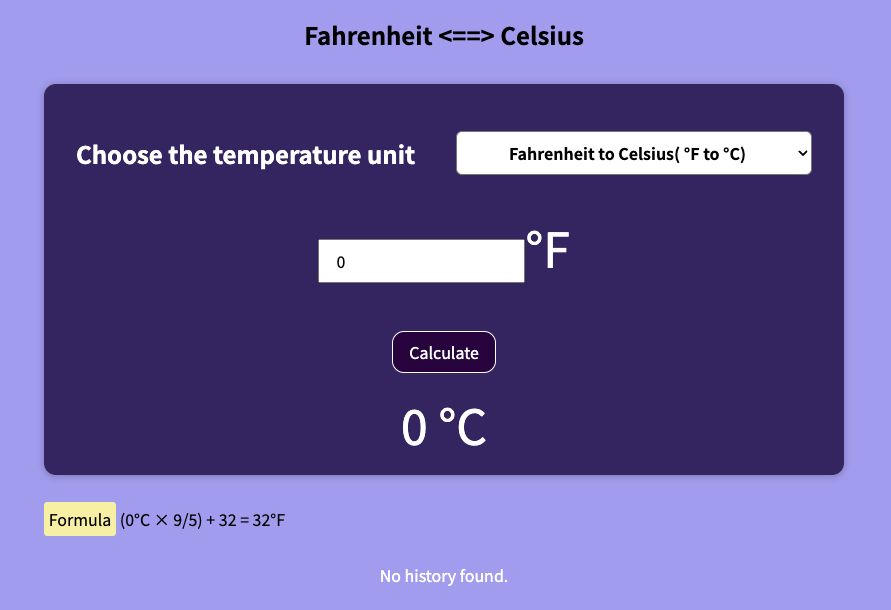 Fahrenheit <==> Celsius
Choose the temperature unit
Fahrenheit to Celsius( °F to °C)
0 °F
Calculate
0 °C
Formula (0°C × 9/5) + 32 = 32°F
No history found.